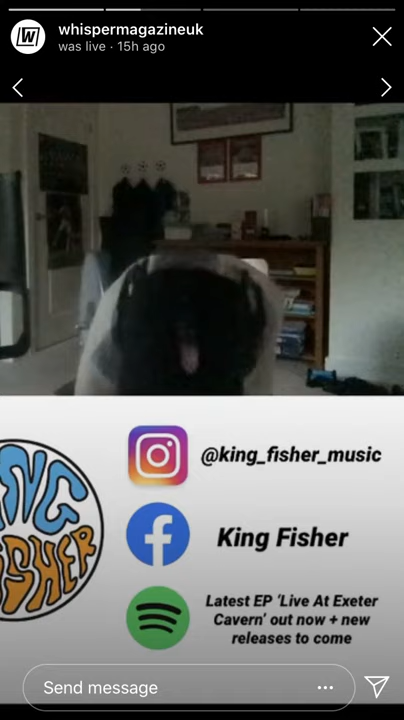 whispermagazineuk
was live · 15h ago
@king_fisher_music
King Fisher
Latest EP 'Live At Exeter
Cavern' out now + new
releases to come
Send message